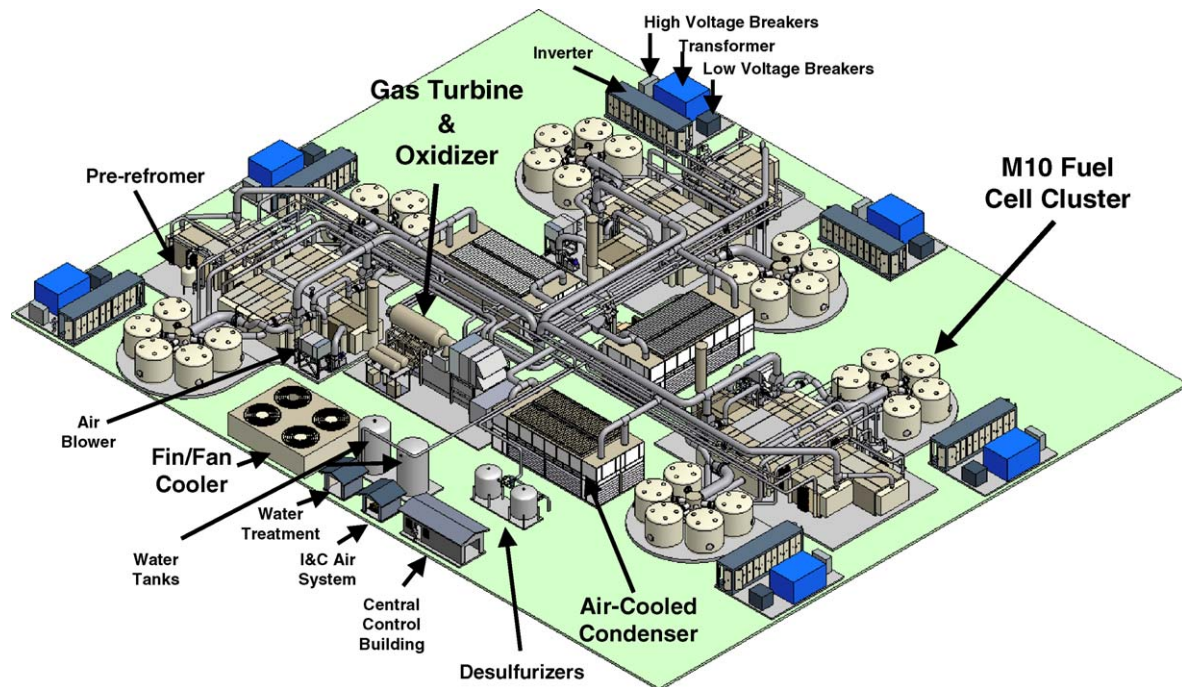 High Voltage Breakers
Transformer
Inverter
Low Voltage Breakers
Gas Turbine
&
Oxidizer
M10 Fuel
Cell Cluster
Pre-refromer
Air
Blower
Fin/Fan
Cooler
Water
Treatment
Water
Tanks
I&C Air
System
Central
Control
Building
Air-Cooled
Condenser
Desulfurizers